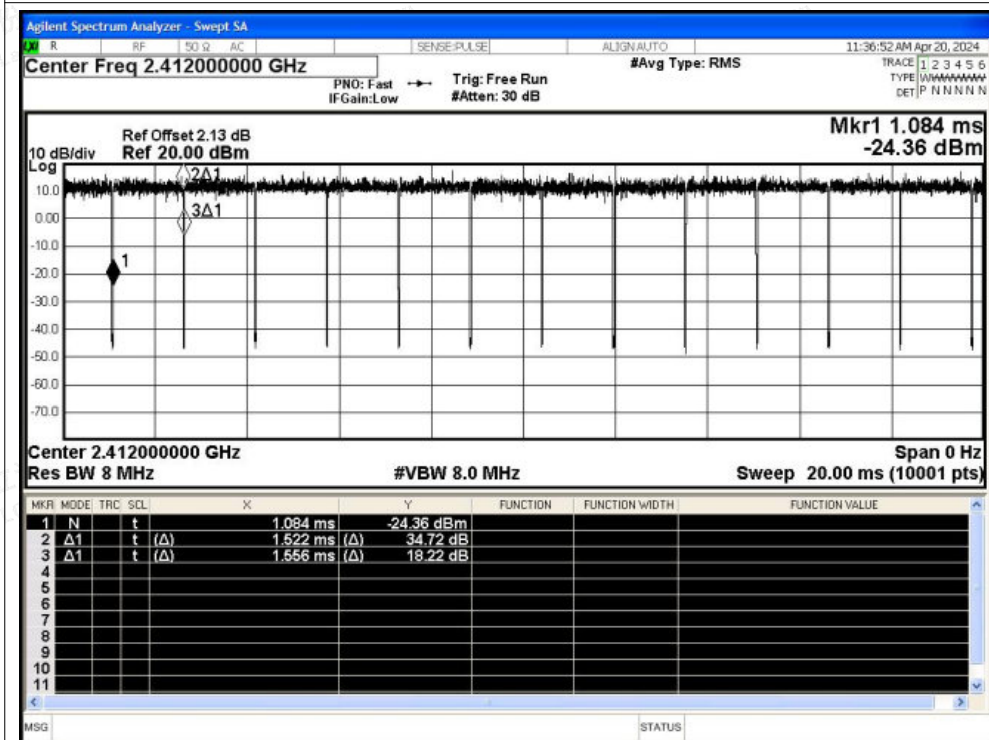 Agilent Spectrum Analyzer - Swept SA
LXI R RF 50 Ω AC SENSE:PULSE ALIGN AUTO 11:36:52 AM Apr 20, 2024
Center Freq 2.412000000 GHz #Avg Type: RMS TRACE 1 2 3 4 5 6
PNO: Fast Trig: Free Run TYPE WWWWWW
IFGain:Low #Atten: 30 dB DET P N N N N N
Mkr1 1.084 ms
Ref Offset 2.13 dB
10 dB/div Ref 20.00 dBm -24.36 dBm
Log
2Δ1
10.0
3Δ1
0.00
-10.0
1
-20.0
-30.0
-40.0
-50.0
-60.0
-70.0
Center 2.412000000 GHz Span 0 Hz
Res BW 8 MHz #VBW 8.0 MHz Sweep 20.00 ms (10001 pts)
MKR MODE TRC SCL X Y FUNCTION FUNCTION WIDTH FUNCTION VALUE
1 N t 1.084 ms -24.36 dBm
2 Δ1 t (Δ) 1.522 ms (Δ) 34.72 dB
3 Δ1 t (Δ) 1.556 ms (Δ) 18.22 dB
4
5
6
7
8
9
10
11
MSG STATUS